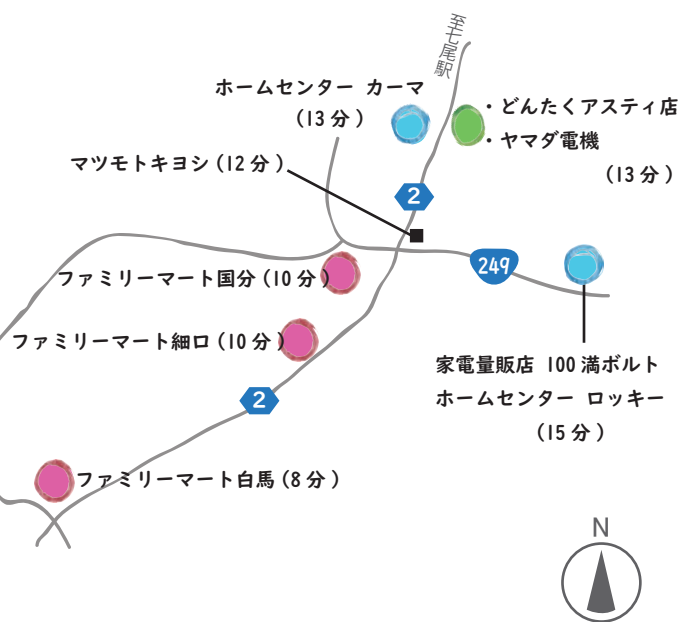 至七尾駅
ホームセンター カーマ
(13分)
・どんたくアスティ店
・ヤマダ電機
(13分)
マツモトキヨシ(12分)
2
249
ファミリーマート国分(10分)
ファミリーマート細口(10分)
家電量販店 100満ボルト
ホームセンター ロッキー
(15分)
2
ファミリーマート白馬(8分)
N